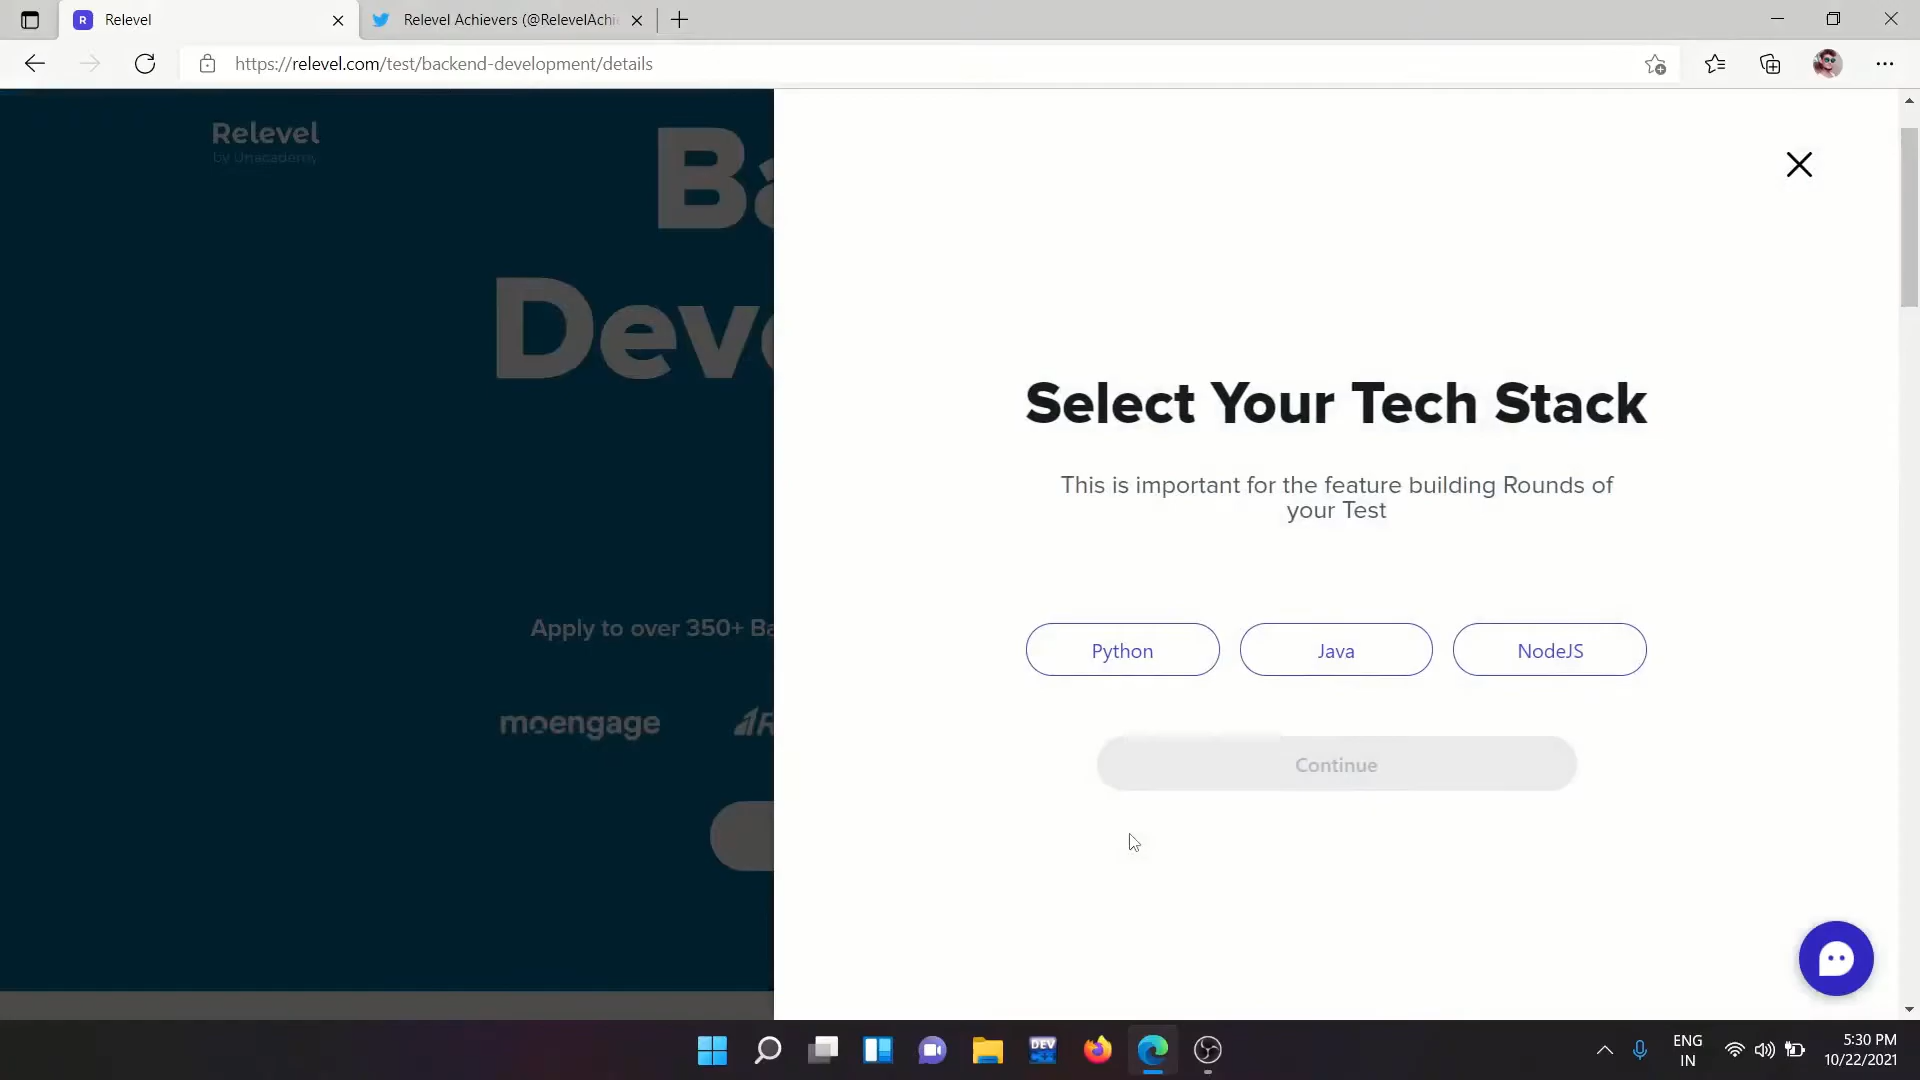 Relevel
Relevel Achievers (@RelevelAchi
https://relevel.com/test/backend-development/details
Relevel
by Unacademy
Ba
Deve
Apply to over 350+ Ba
moengage
Select Your Tech Stack
This is important for the feature building Rounds of
your Test
Python Java NodeJS
Continue
DEV
ENG
IN
5:30 PM
10/22/2021